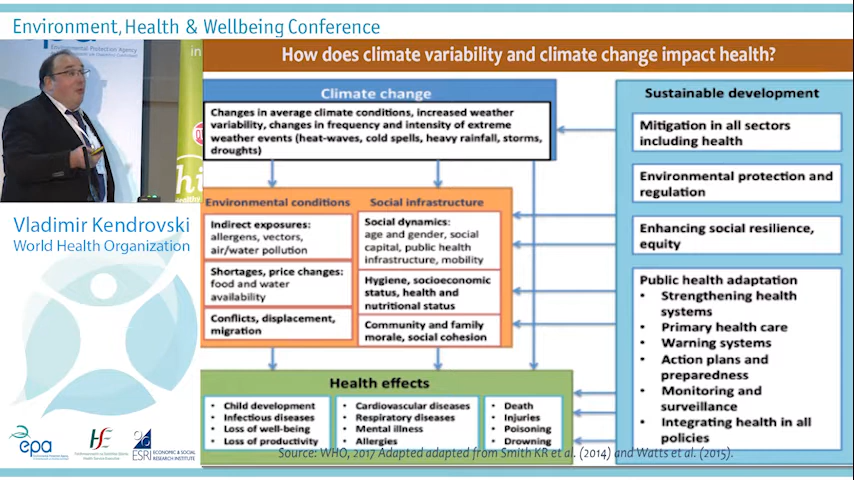 Environment, Health & Wellbeing Conference
Environmental Protection Agency
in
How does climate variability and climate change impact health?
Climate change
Changes in average climate conditions, increased weather
variability, changes in frequency and intensity of extreme
weather events (heat-waves, cold spells, heavy rainfall, storms,
droughts)
Environmental conditions
Indirect exposures:
allergens, vectors,
air/water pollution
Shortages, price changes:
food and water
availability
Conflicts, displacement,
migration
Social infrastructure
Social dynamics:
age and gender, social
capital, public health
infrastructure, mobility
Hygiene, socioeconomic
status, health and
nutritional status
Community and family
morale, social cohesion
Health effects
• Child development
• Infectious diseases
• Loss of well-being
• Loss of productivity
• Cardiovascular diseases
• Respiratory diseases
• Mental illness
• Allergies
• Death
• Injuries
• Poisoning
• Drowning
Sustainable development
Mitigation in all sectors
including health
Environmental protection and
regulation
Enhancing social resilience,
equity
Public health adaptation
• Strengthening health
systems
• Primary health care
• Warning systems
• Action plans and
preparedness
• Monitoring and
surveillance
• Integrating health in all
policies
Source: WHO, 2017 Adapted adapted from Smith KR et al. (2014) and Watts et al. (2015).
Vladimir Kendrovski
World Health Organization
epa
HE
ESRI
ECONOMIC & SOCIAL
RESEARCH INSTITUTE